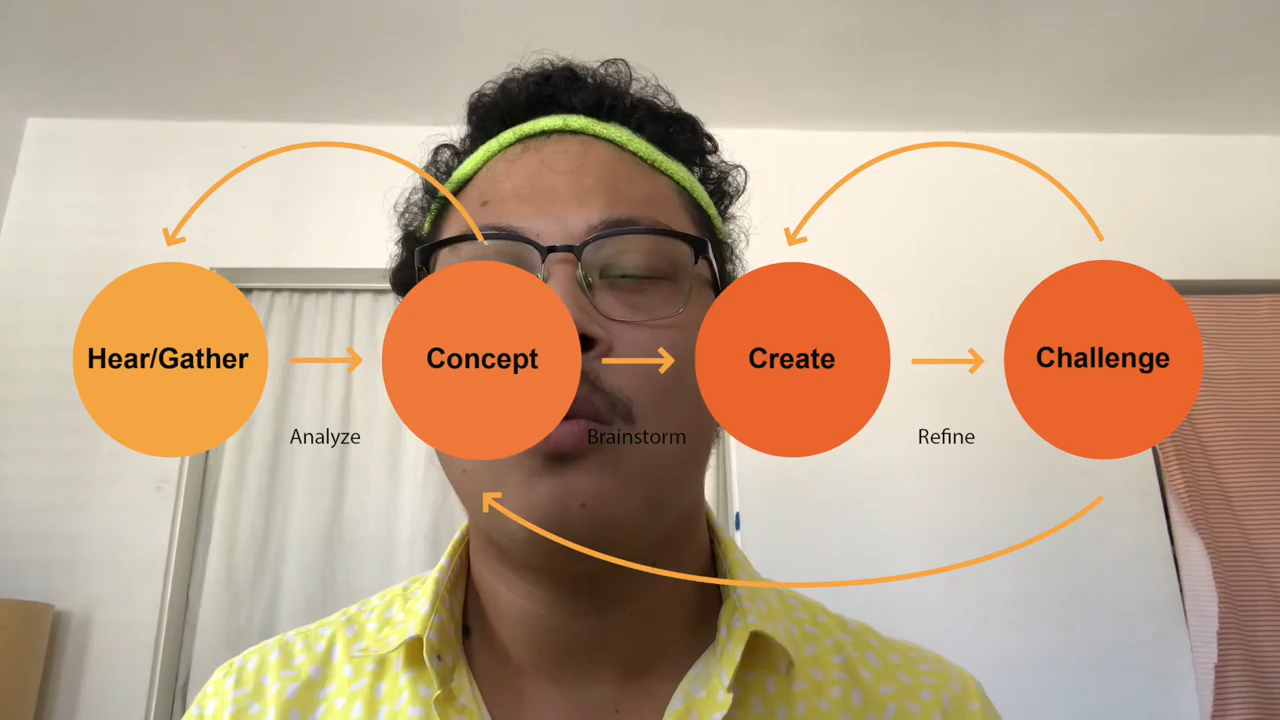 Hear/Gather
Concept
Create
Challenge
Analyze
Brainstorm
Refine